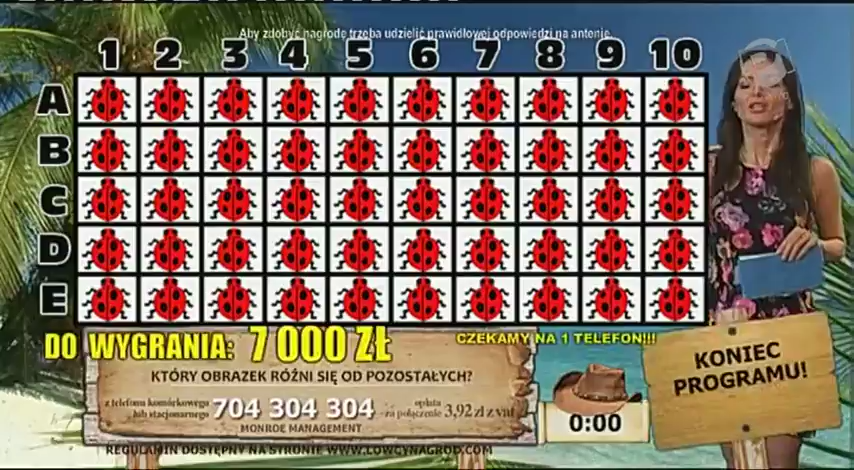 Aby zdobyć nagrodę trzeba udzielić prawidłowej odpowiedzi na antenie.
1 2 3 4 5 6 7 8 9 10
A
B
C
D
E
DO WYGRANIA: 7 000 ZŁ
CZEKAMY NA 1 TELEFON!!!
KTÓRY OBRAZEK RÓŻNI SIĘ OD POZOSTAŁYCH?
z telefonu komórkowego
lub stacjonarnego 704 304 304 opłata
za połączenie 3,92 zł z vat
MONROE MANAGEMENT
REGULAMIN DOSTĘPNY NA STRONIE WWW.LOWCYNAGROD.COM
0:00
KONIEC
PROGRAMU!